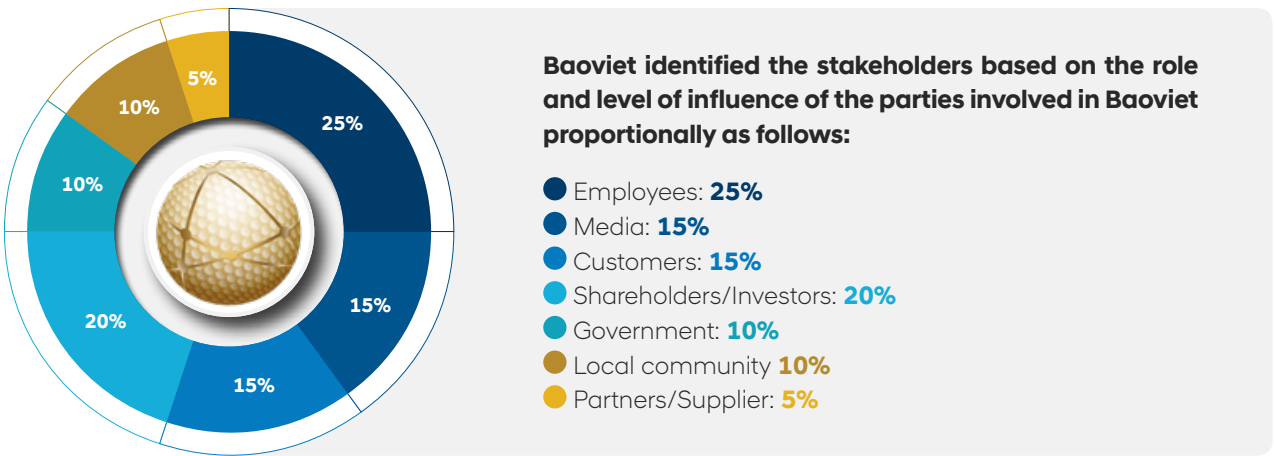 5%
10%
25%
10%
20%
15%
15%
Baoviet identified the stakeholders based on the role
and level of influence of the parties involved in Baoviet
proportionally as follows:
Employees: 25%
Media: 15%
Customers: 15%
Shareholders/Investors: 20%
Government: 10%
Local community 10%
Partners/Supplier: 5%